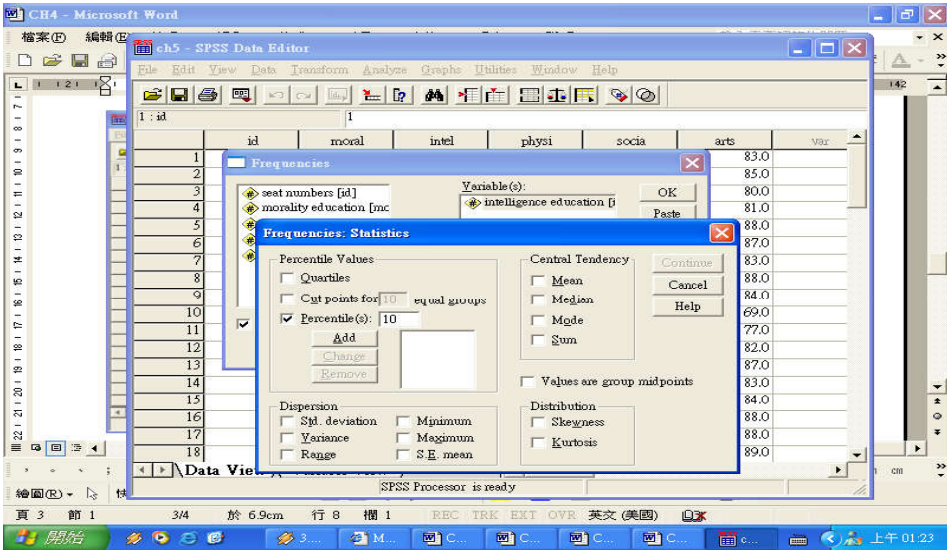 CH4 - Microsoft Word
檔案(F) 編輯(E)
ch5 - SPSS Data Editor
File Edit View Data Transform Analyze Graphs Utilities Window Help
1 : id 1
id moral intel physi socia arts var
1 83.0
2 85.0
3 80.0
4 81.0
5 88.0
6 87.0
7 83.0
8 88.0
9 84.0
10 69.0
11 77.0
12 82.0
13 87.0
14 83.0
15 84.0
16 88.0
17 88.0
18 89.0
Frequencies
seat numbers [id]
morality education [mc
Variable(s):
intelligence education [i
OK
Paste
Frequencies: Statistics
Percentile Values
Quartiles
Cut points for 10 equal groups
Percentile(s): 10
Add
Change
Remove
Central Tendency
Mean
Median
Mode
Sum
Continue
Cancel
Help
Values are group midpoints
Dispersion
Std. deviation Minimum
Variance Maximum
Range S.E. mean
Distribution
Skewness
Kurtosis
Data View
SPSS Processor is ready
繪圖(R)
頁 3 節 1 3/4 於 6.9cm 行 8 欄 1 REC TRK EXT OVR 英文 (美國)
開始 3... M... C... C... C... C... c... 上午 01:23